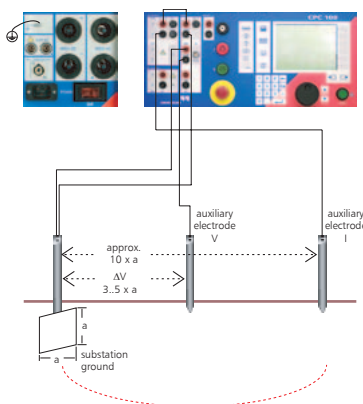 CPC 100
auxiliary
electrode
V
auxiliary
electrode
I
approx.
10 x a
ΔV
3..5 x a
a
a
substation
ground